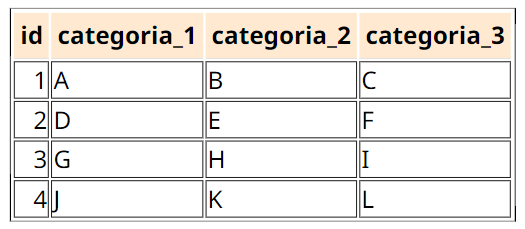 id categoria_1 categoria_2 categoria_3
1 A B C
2 D E F
3 G H I
4 J K L